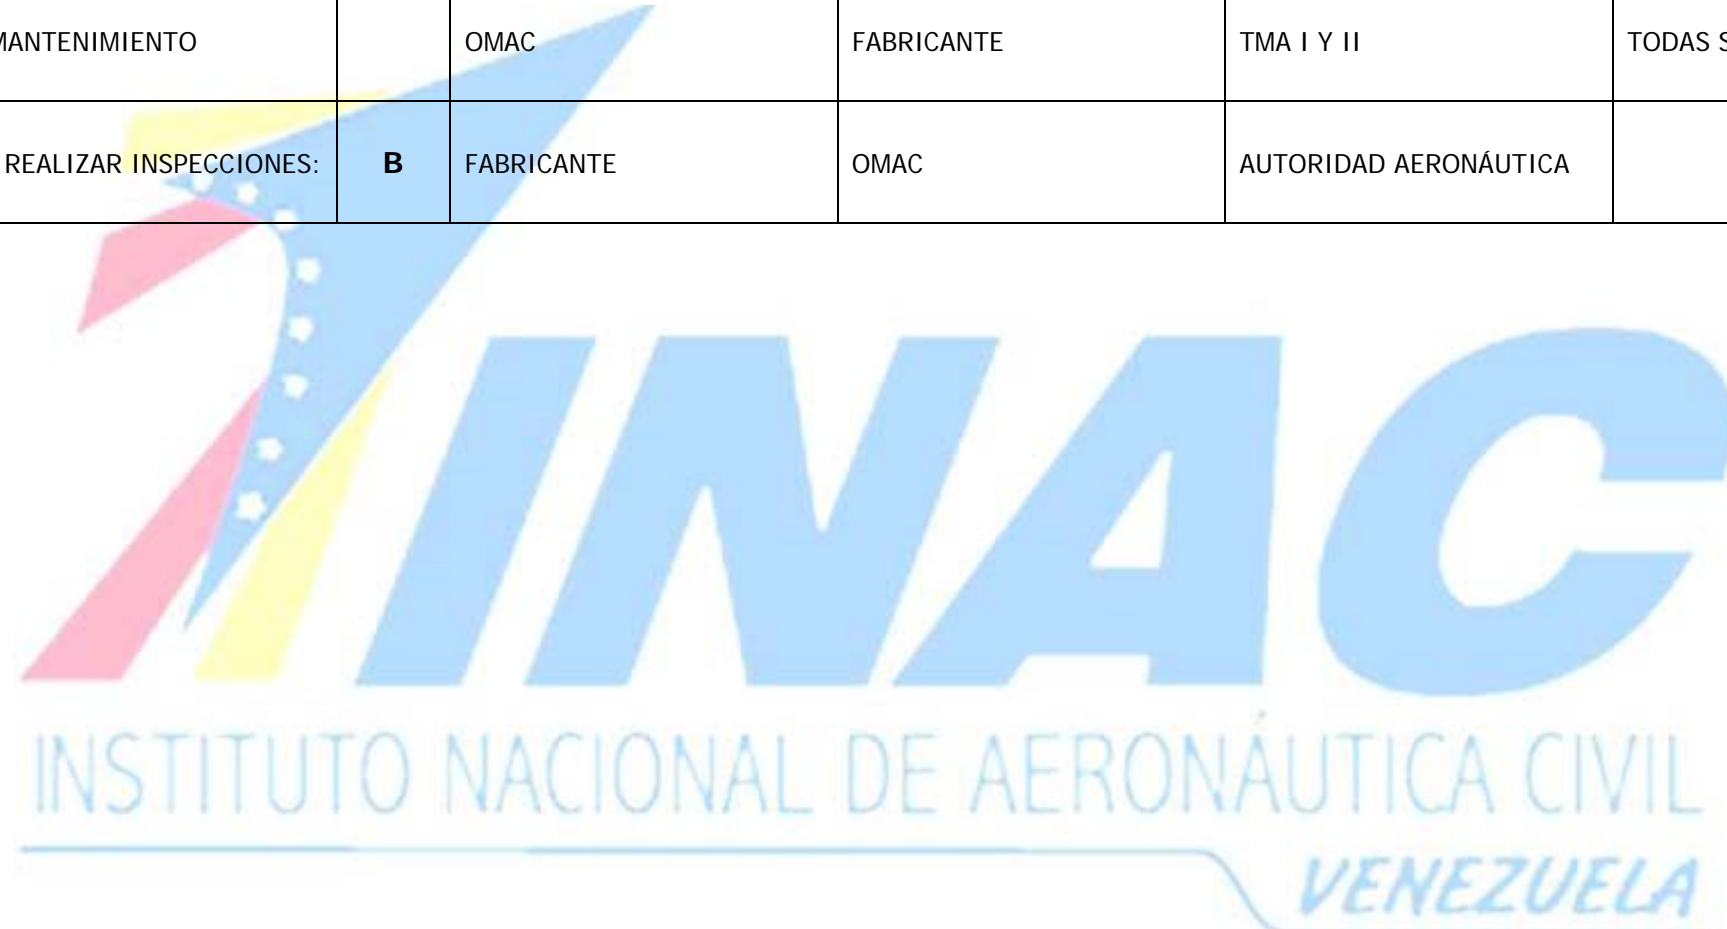 MANTENIMIENTO OMAC FABRICANTE TMA I Y II TODAS
REALIZAR INSPECCIONES: B FABRICANTE OMAC AUTORIDAD AERONÁUTICA
INAC
INSTITUTO NACIONAL DE AERONÁUTICA CIVIL
VENEZUELA